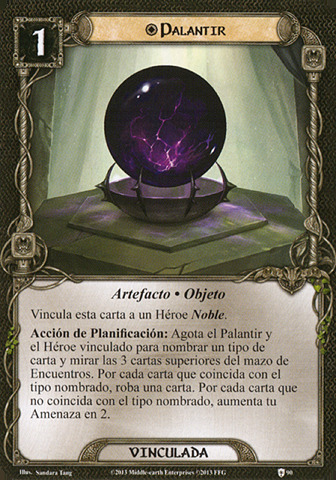 1
PALANTIR
Artefacto • Objeto
Vincula esta carta a un Héroe Noble.
Acción de Planificación: Agota el Palantir y
el Héroe vinculado para nombrar un tipo de
carta y mirar las 3 cartas superiores del mazo de
Encuentros. Por cada carta que coincida con el
tipo nombrado, roba una carta. Por cada carta que
no coincida con el tipo nombrado, aumenta tu
Amenaza en 2.
VINCULADA
Illus. Sandara Tang ©2013 Middle-earth Enterprises ©2013 FFG 90